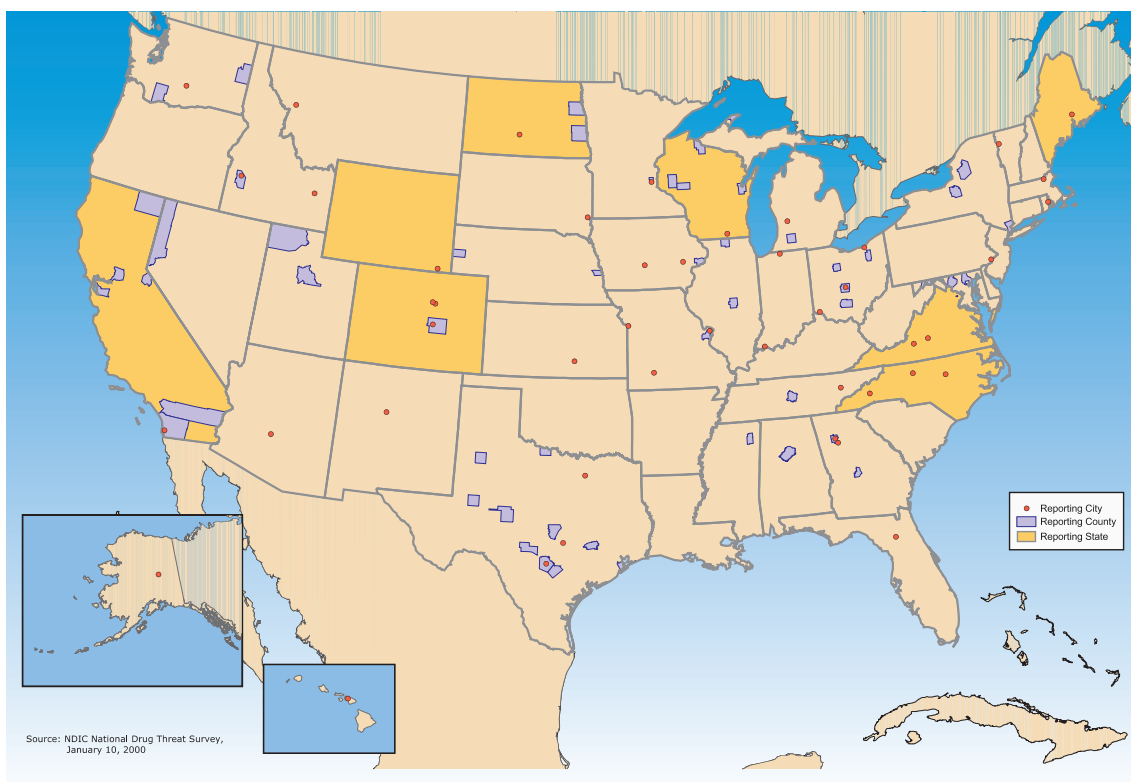 Reporting City
Reporting County
Reporting State
Source: NDIC National Drug Threat Survey,
January 10, 2000